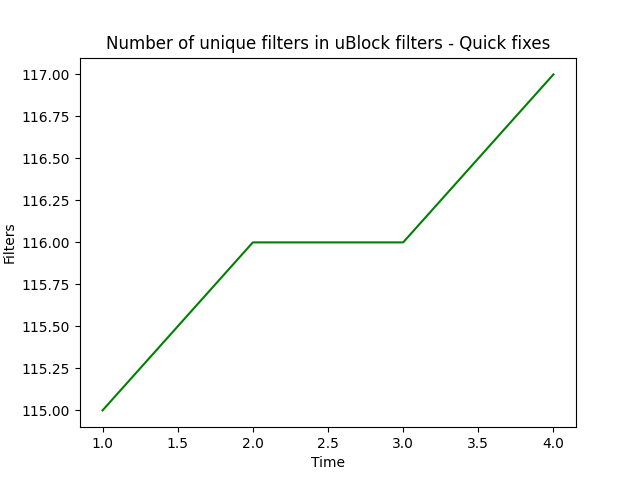 Number of unique filters in uBlock filters - Quick fixes
117.00
116.75
116.50
116.25
116.00
115.75
115.50
115.25
115.00
Filters
1.0 1.5 2.0 2.5 3.0 3.5 4.0
Time